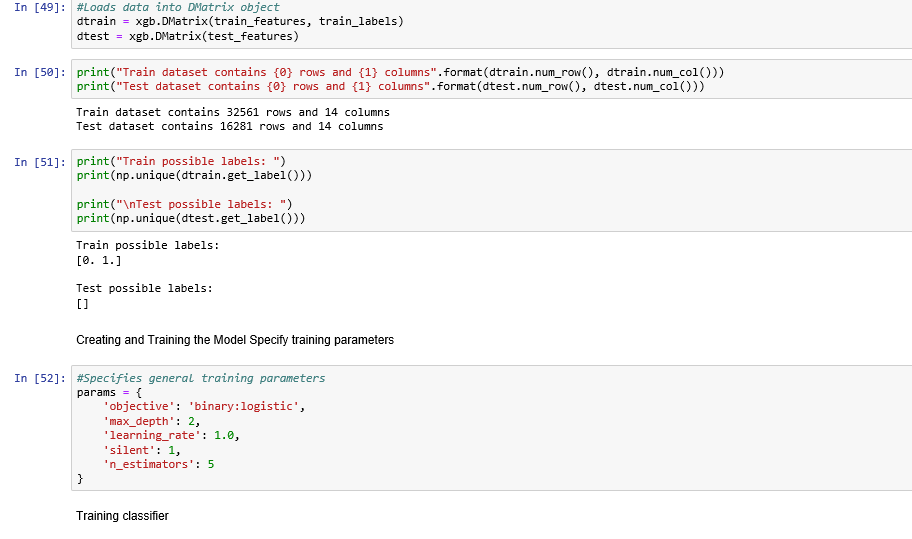 In [49]: #Loads data into DMatrix object
dtrain = xgb.DMatrix(train_features, train_labels)
dtest = xgb.DMatrix(test_features)
In [50]: print("Train dataset contains {0} rows and {1} columns".format(dtrain.num_row(), dtrain.num_col()))
print("Test dataset contains {0} rows and {1} columns".format(dtest.num_row(), dtest.num_col()))
Train dataset contains 32561 rows and 14 columns
Test dataset contains 16281 rows and 14 columns
In [51]: print("Train possible labels: ")
print(np.unique(dtrain.get_label()))
print("\nTest possible labels: ")
print(np.unique(dtest.get_label()))
Train possible labels:
[0. 1.]
Test possible labels:
[]
Creating and Training the Model Specify training parameters
In [52]: #Specifies general training parameters
params = {
    'objective': 'binary:logistic',
    'max_depth': 2,
    'learning_rate': 1.0,
    'silent': 1,
    'n_estimators': 5
}
Training classifier